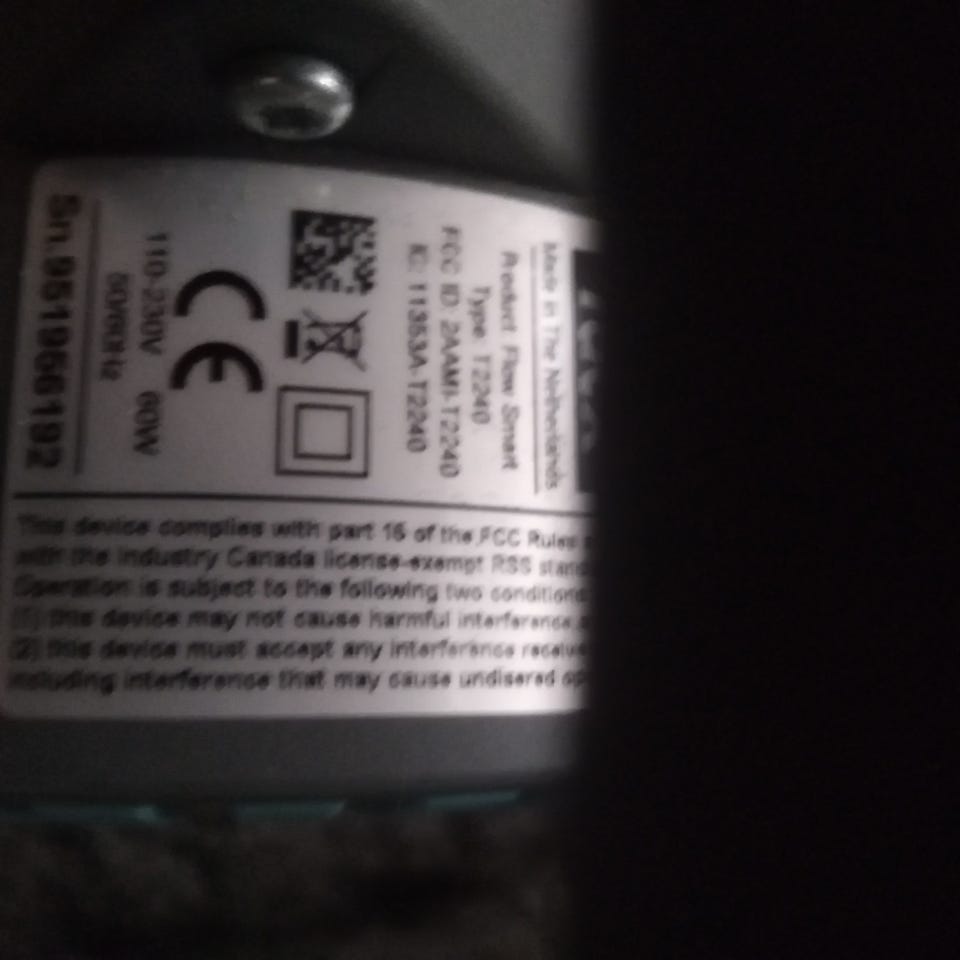 Made in The Netherlands
Product Flow Smart
Type T2240
FCC ID: 2AAMI-T2240
IC: 11353A-T2240
CE
110-230V 60W
50/60Hz
Sn.9519661192
This device complies with part 15 of the FCC Rules
with the Industry Canada license-exempt RSS
Operation is subject to the following two
(1) this device may not cause harmful interference,
(2) this device must accept any interference
including interference that may cause undisered